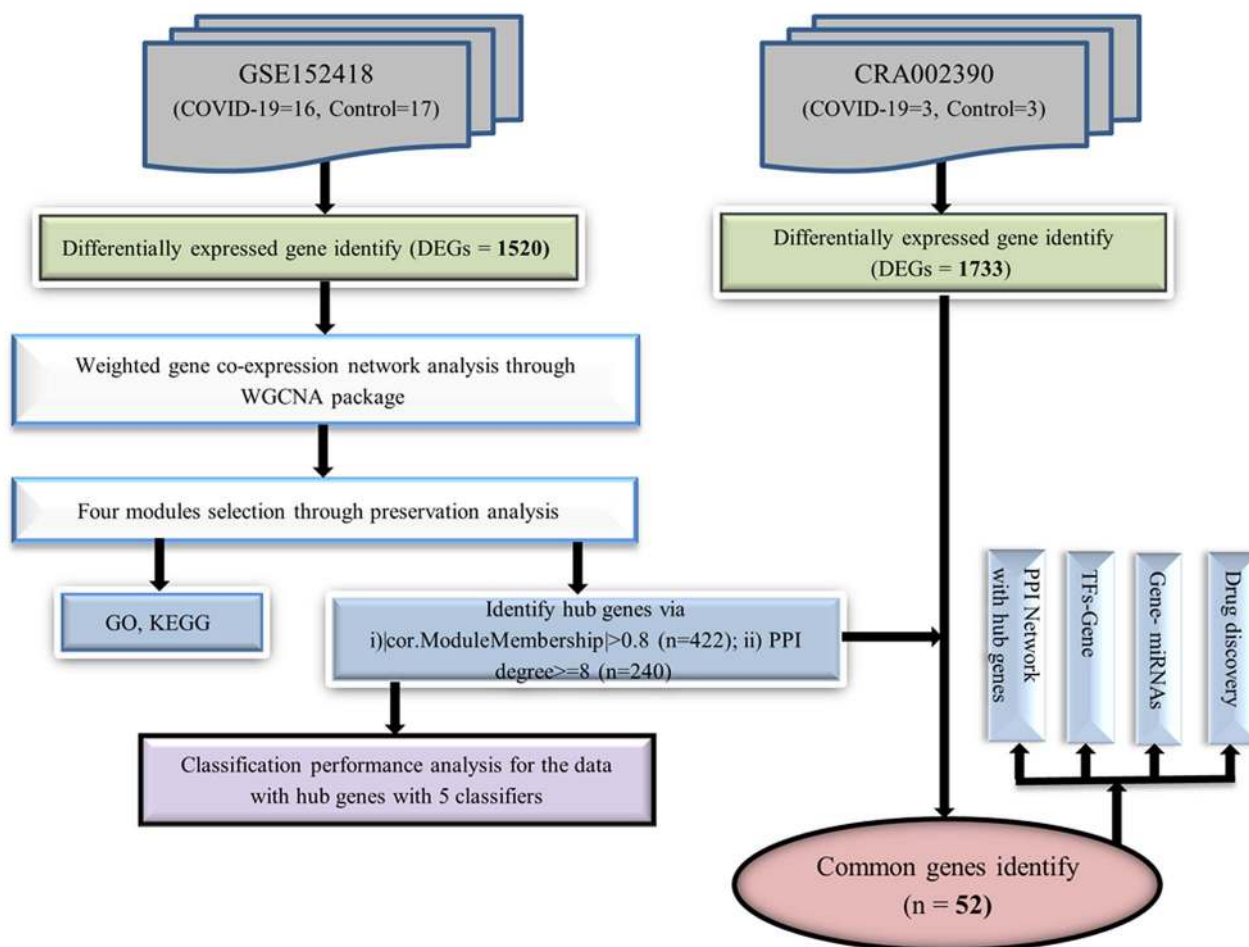 GSE152418
(COVID-19=16, Control=17)
CRA002390
(COVID-19=3, Control=3)
Differentially expressed gene identify (DEGs = 1520)
Differentially expressed gene identify
(DEGs = 1733)
Weighted gene co-expression network analysis through
WGCNA package
Four modules selection through preservation analysis
GO, KEGG
Identify hub genes via
i)|cor.ModuleMembership|>0.8 (n=422); ii) PPI
degree>=8 (n=240)
PPI Network
with hub genes
TFs-Gene
Gene- miRNAs
Drug discovery
Classification performance analysis for the data
with hub genes with 5 classifiers
Common genes identify
(n = 52)